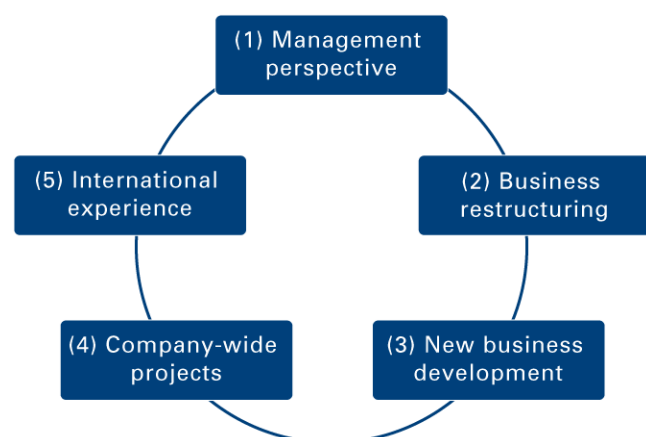 (1) Management
perspective
(2) Business
restructuring
(3) New business
development
(4) Company-wide
projects
(5) International
experience